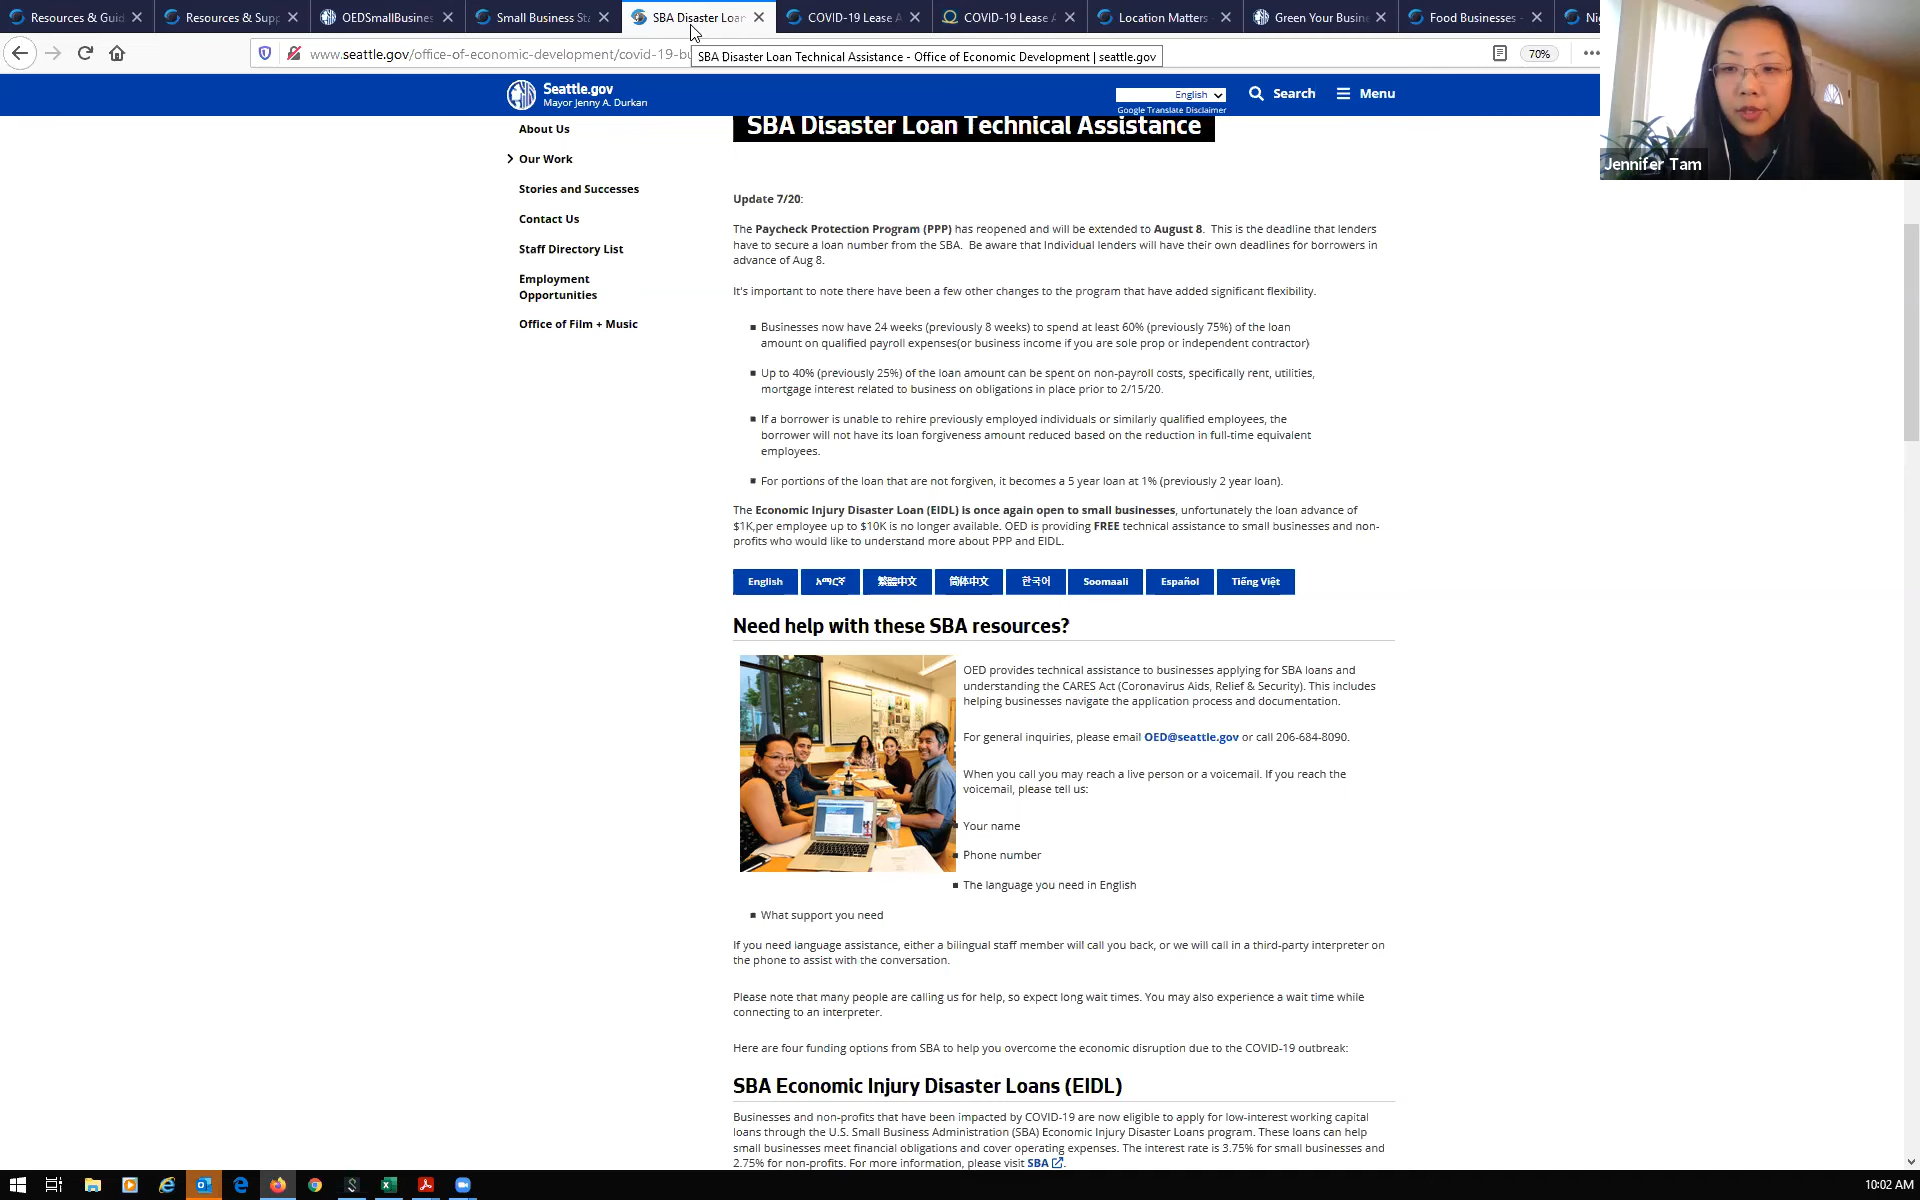 Resources & Guid
Resources & Supp
OEDSmallBusines
Small Business Sta
SBA Disaster Loan
COVID-19 Lease A
COVID-19 Lease A
Location Matters -
Green Your Busin
Food Businesses -
www.seattle.gov/office-of-economic-development/covid-19-bu
70%
SBA Disaster Loan Technical Assistance - Office of Economic Development | seattle.gov
Seattle.gov
Mayor Jenny A. Durkan
English
Google Translate Disclaimer
Search
Menu
Jennifer Tam
About Us
Our Work
Stories and Successes
Contact Us
Staff Directory List
Employment
Opportunities
Office of Film + Music
SBA Disaster Loan Technical Assistance
Update 7/20:
The Paycheck Protection Program (PPP) has reopened and will be extended to August 8. This is the deadline that lenders
have to secure a loan number from the SBA. Be aware that Individual lenders will have their own deadlines for borrowers in
advance of Aug 8.
It's important to note there have been a few other changes to the program that have added significant flexibility.
Businesses now have 24 weeks (previously 8 weeks) to spend at least 60% (previously 75%) of the loan
amount on qualified payroll expenses(or business income if you are sole prop or independent contractor)
Up to 40% (previously 25%) of the loan amount can be spent on non-payroll costs, specifically rent, utilities,
mortgage interest related to business on obligations in place prior to 2/15/20.
If a borrower is unable to rehire previously employed individuals or similarly qualified employees, the
borrower will not have its loan forgiveness amount reduced based on the reduction in full-time equivalent
employees.
For portions of the loan that are not forgiven, it becomes a 5 year loan at 1% (previously 2 year loan).
The Economic Injury Disaster Loan (EIDL) is once again open to small businesses, unfortunately the loan advance of
$1K,per employee up to $10K is no longer available. OED is providing FREE technical assistance to small businesses and non-
profits who would like to understand more about PPP and EIDL.
English
አማርኛ
繁體中文
简体中文
한국어
Soomaali
Español
Tiếng Việt
Need help with these SBA resources?
OED provides technical assistance to businesses applying for SBA loans and
understanding the CARES Act (Coronavirus Aids, Relief & Security). This includes
helping businesses navigate the application process and documentation.
For general inquiries, please email OED@seattle.gov or call 206-684-8090.
When you call you may reach a live person or a voicemail. If you reach the
voicemail, please tell us:
Your name
Phone number
The language you need in English
What support you need
If you need language assistance, either a bilingual staff member will call you back, or we will call in a third-party interpreter on
the phone to assist with the conversation.
Please note that many people are calling us for help, so expect long wait times. You may also experience a wait time while
connecting to an interpreter.
Here are four funding options from SBA to help you overcome the economic disruption due to the COVID-19 outbreak:
SBA Economic Injury Disaster Loans (EIDL)
Businesses and non-profits that have been impacted by COVID-19 are now eligible to apply for low-interest working capital
loans through the U.S. Small Business Administration (SBA) Economic Injury Disaster Loans program. These loans can help
small businesses meet financial obligations and cover operating expenses. The interest rate is 3.75% for small businesses and
2.75% for non-profits. For more information, please visit SBA.
10:02 AM